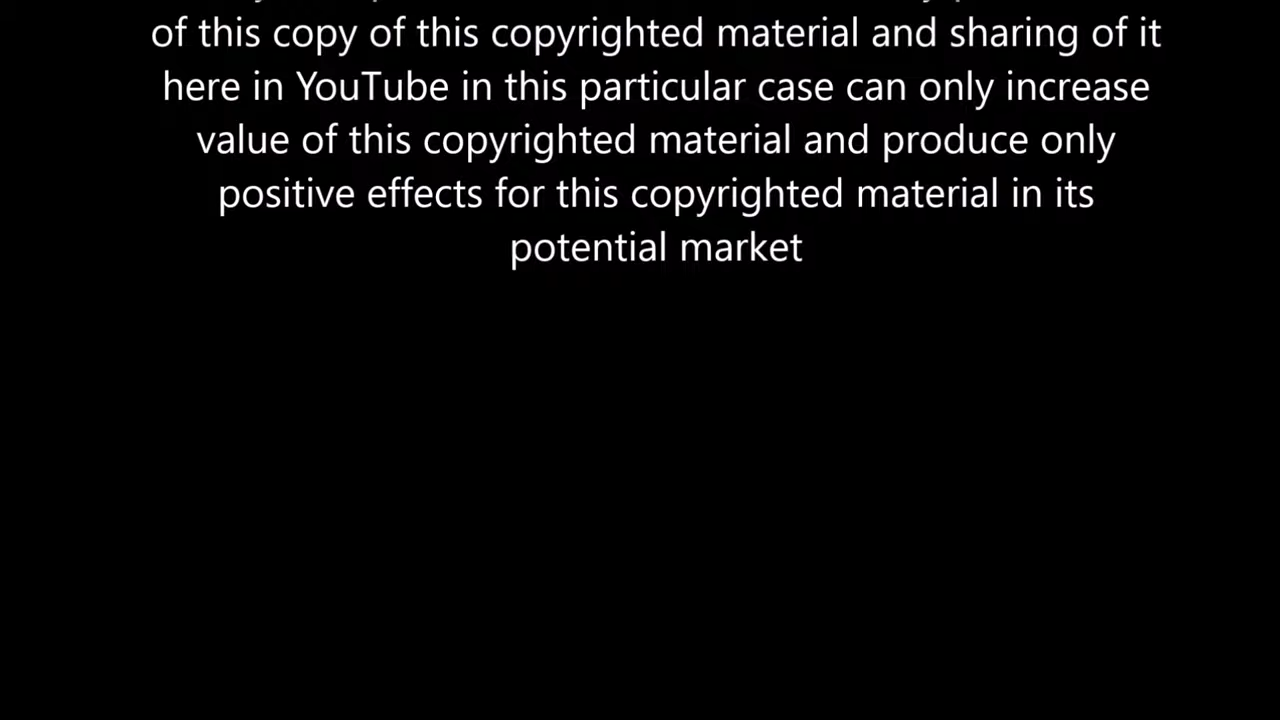 of this copy of this copyrighted material and sharing of it
here in YouTube in this particular case can only increase
value of this copyrighted material and produce only
positive effects for this copyrighted material in its
potential market